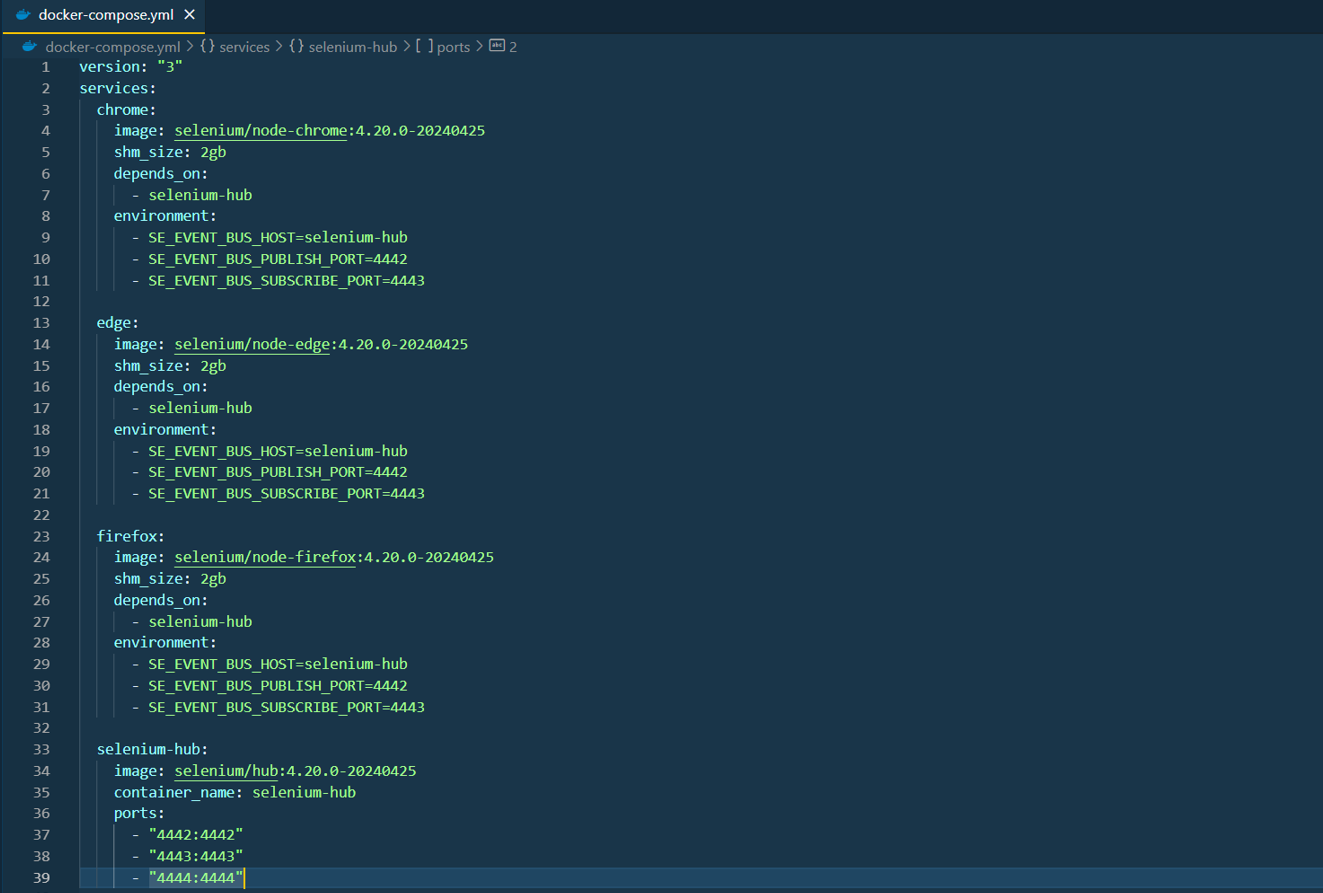 docker-compose.yml ×
docker-compose.yml > {} services > {} selenium-hub > [ ] ports > abc 2
1 version: "3"
2 services:
3   chrome:
4     image: selenium/node-chrome:4.20.0-20240425
5     shm_size: 2gb
6     depends_on:
7       - selenium-hub
8     environment:
9       - SE_EVENT_BUS_HOST=selenium-hub
10       - SE_EVENT_BUS_PUBLISH_PORT=4442
11       - SE_EVENT_BUS_SUBSCRIBE_PORT=4443
12
13   edge:
14     image: selenium/node-edge:4.20.0-20240425
15     shm_size: 2gb
16     depends_on:
17       - selenium-hub
18     environment:
19       - SE_EVENT_BUS_HOST=selenium-hub
20       - SE_EVENT_BUS_PUBLISH_PORT=4442
21       - SE_EVENT_BUS_SUBSCRIBE_PORT=4443
22
23   firefox:
24     image: selenium/node-firefox:4.20.0-20240425
25     shm_size: 2gb
26     depends_on:
27       - selenium-hub
28     environment:
29       - SE_EVENT_BUS_HOST=selenium-hub
30       - SE_EVENT_BUS_PUBLISH_PORT=4442
31       - SE_EVENT_BUS_SUBSCRIBE_PORT=4443
32
33   selenium-hub:
34     image: selenium/hub:4.20.0-20240425
35     container_name: selenium-hub
36     ports:
37       - "4442:4442"
38       - "4443:4443"
39       - "4444:4444"